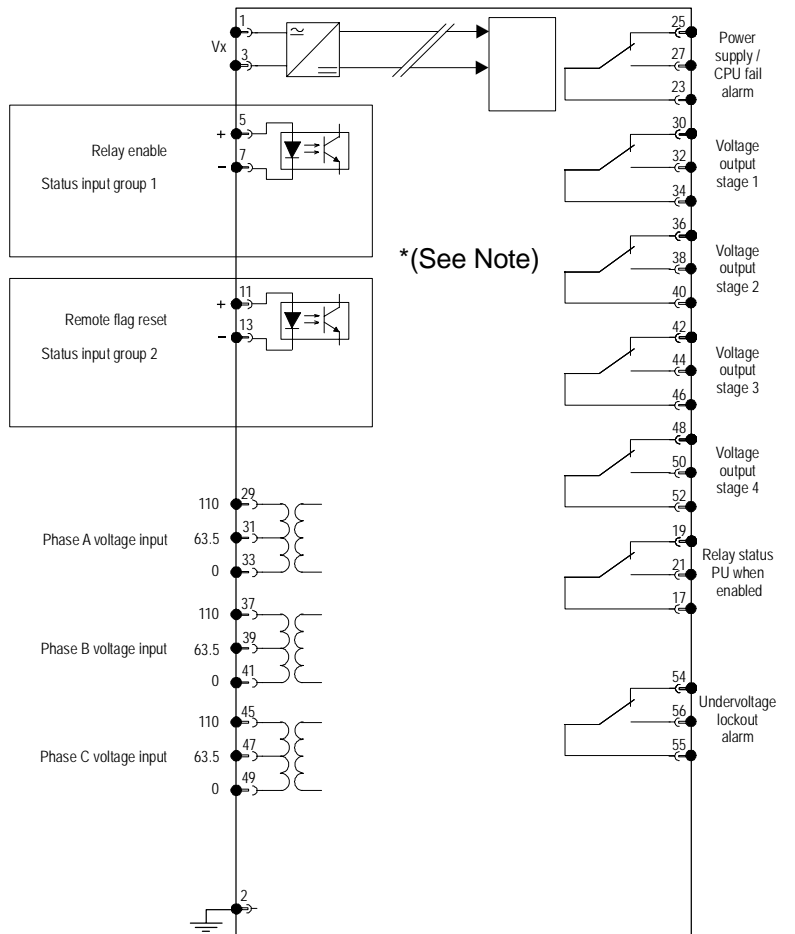 1
Vx
3
5
+
Relay enable
7
–
Status input group 1
11
+
Remote flag reset
13
–
Status input group 2
*(See Note)
29
110
31
Phase A voltage input 63.5
33
0
37
110
39
Phase B voltage input 63.5
41
0
45
110
47
Phase C voltage input 63.5
49
0
2
25
27
23
Power
supply /
CPU fail
alarm
30
32
34
Voltage
output
stage 1
36
38
40
Voltage
output
stage 2
42
44
46
Voltage
output
stage 3
48
50
52
Voltage
output
stage 4
19
21
17
Relay status
PU when
enabled
54
56
55
Undervoltage
lockout
alarm